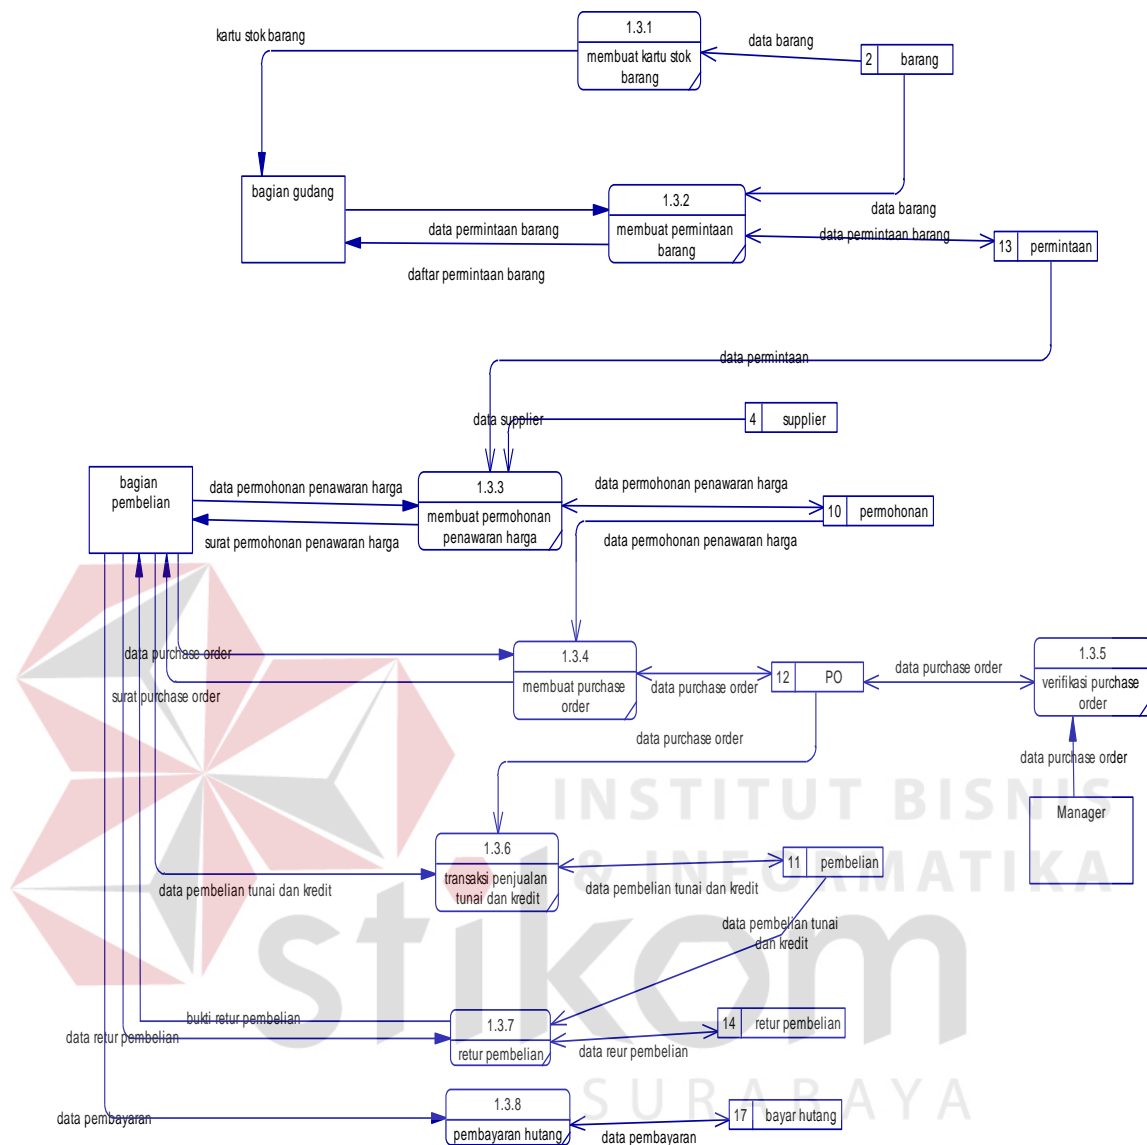 kartu stok barang
1.3.1
membuat kartu stok
barang
data barang
2 barang
bagian gudang
1.3.2
membuat permintaan
barang
data barang
data permintaan barang
data permintaan barang
13 permintaan
daftar permintaan barang
data permintaan
data supplier
4 supplier
bagian
pembelian
data permohonan penawaran harga
1.3.3
membuat permohonan
penawaran harga
data permohonan penawaran harga
10 permohonan
surat permohonan penawaran harga
data permohonan penawaran harga
data purchase order
surat purchase order
1.3.4
membuat purchase
order
data purchase order
12 PO
data purchase order
1.3.5
verifikasi purchase
order
data purchase order
data purchase order
Manager
INSTITUT BISNIS
& INFORMATIKA
1.3.6
transaksi penjualan
tunai dan kredit
data pembelian tunai dan kredit
data pembelian tunai dan kredit
11 pembelian
data pembelian tunai
dan kredit
stikom
bukti retur pembelian
data retur pembelian
1.3.7
retur pembelian
data reur pembelian
14 retur pembelian
SURABAYA
data pembayaran
1.3.8
pembayaran hutang
data pembayaran
17 bayar hutang